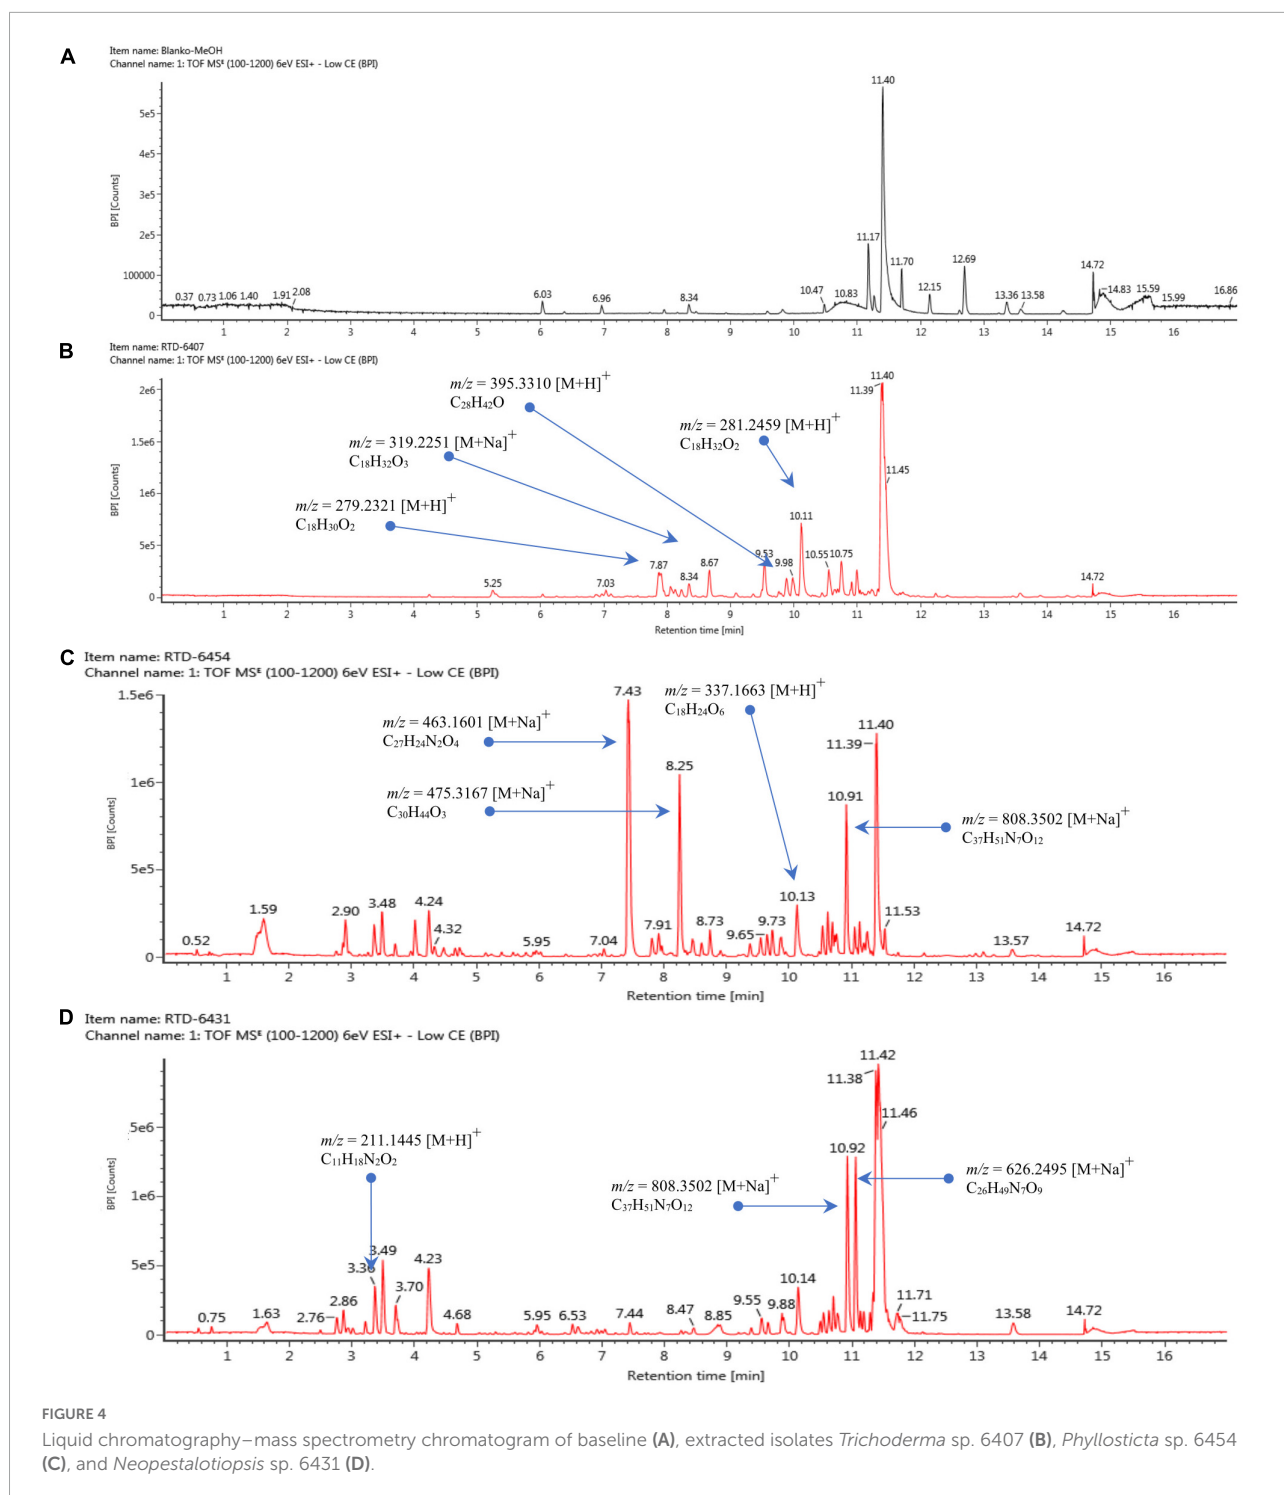 A
Item name: Blanko-MeOH
Channel name: 1: TOF MSᴱ (100-1200) 6eV ESI+ - Low CE (BPI)
BPI [Counts]
5e5
4e5
3e5
2e5
100000
0
0.37 0.73 1.06 1.40 1.91 2.08 6.03 6.96 8.34 10.47 10.83 11.17 11.40 11.70 12.15 12.69 13.36 13.58 14.72 14.83 15.59 15.99 16.86
1 2 3 4 5 6 7 8 9 10 11 12 13 14 15 16
B
Item name: RTD-6407
Channel name: 1: TOF MSᴱ (100-1200) 6eV ESI+ - Low CE (BPI)
m/z = 395.3310 [M+H]⁺
C₂₈H₄₂O
m/z = 281.2459 [M+H]⁺
C₁₈H₃₂O₂
m/z = 319.2251 [M+Na]⁺
C₁₈H₃₂O₃
m/z = 279.2321 [M+H]⁺
C₁₈H₃₀O₂
BPI [Counts]
2e6
1.5e6
1e6
5e5
0
5.25 7.03 7.87 8.34 8.67 9.53 9.98 10.11 10.55 10.75 11.39 11.40 11.45 14.72
1 2 3 4 5 6 7 8 9 10 11 12 13 14 15 16
Retention time [min]
C
Item name: RTD-6454
Channel name: 1: TOF MSᴱ (100-1200) 6eV ESI+ - Low CE (BPI)
m/z = 337.1663 [M+H]⁺
C₁₈H₂₄O₆
m/z = 463.1601 [M+Na]⁺
C₂₇H₂₄N₂O₄
m/z = 475.3167 [M+Na]⁺
C₃₀H₄₄O₃
m/z = 808.3502 [M+Na]⁺
C₃₇H₅₁N₇O₁₂
BPI [Counts]
1.5e6
1e6
5e5
0
0.52 1.59 2.90 3.48 4.24 4.32 5.95 7.04 7.43 7.91 8.25 8.73 9.65 9.73 10.13 10.91 11.39 11.40 11.53 13.57 14.72
1 2 3 4 5 6 7 8 9 10 11 12 13 14 15 16
Retention time [min]
D
Item name: RTD-6431
Channel name: 1: TOF MSᴱ (100-1200) 6eV ESI+ - Low CE (BPI)
m/z = 211.1445 [M+H]⁺
C₁₁H₁₈N₂O₂
m/z = 808.3502 [M+Na]⁺
C₃₇H₅₁N₇O₁₂
m/z = 626.2495 [M+Na]⁺
C₂₆H₄₉N₇O₉
BPI [Counts]
5e6
1e6
5e5
0
0.75 1.63 2.76 2.86 3.49 3.70 4.23 4.68 5.95 6.53 7.44 8.47 8.85 9.55 9.88 10.14 10.92 11.38 11.42 11.46 11.71 11.75 13.58 14.72
1 2 3 4 5 6 7 8 9 10 11 12 13 14 15 16
Retention time [min]
FIGURE 4
Liquid chromatography–mass spectrometry chromatogram of baseline (A), extracted isolates Trichoderma sp. 6407 (B), Phyllosticta sp. 6454
(C), and Neopestalotiopsis sp. 6431 (D).